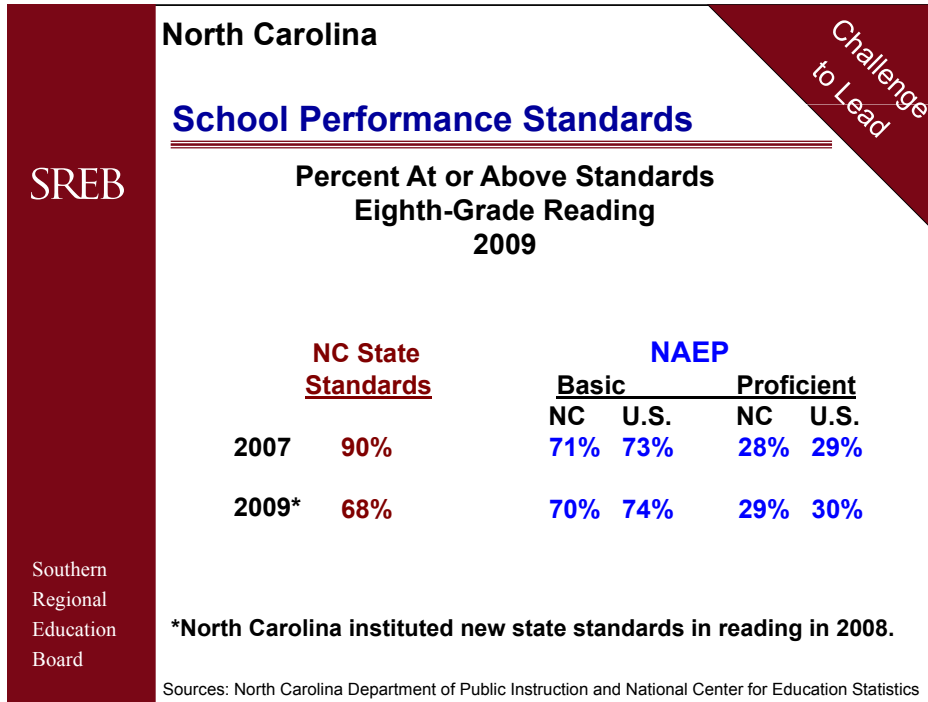 North Carolina
Challenge
to Lead
School Performance Standards
SREB
Percent At or Above Standards
Eighth-Grade Reading
2009
NC State NAEP
Standards Basic Proficient
NC U.S. NC U.S.
2007 90% 71% 73% 28% 29%
2009* 68% 70% 74% 29% 30%
Southern
Regional
Education
Board
*North Carolina instituted new state standards in reading in 2008.
Sources: North Carolina Department of Public Instruction and National Center for Education Statistics